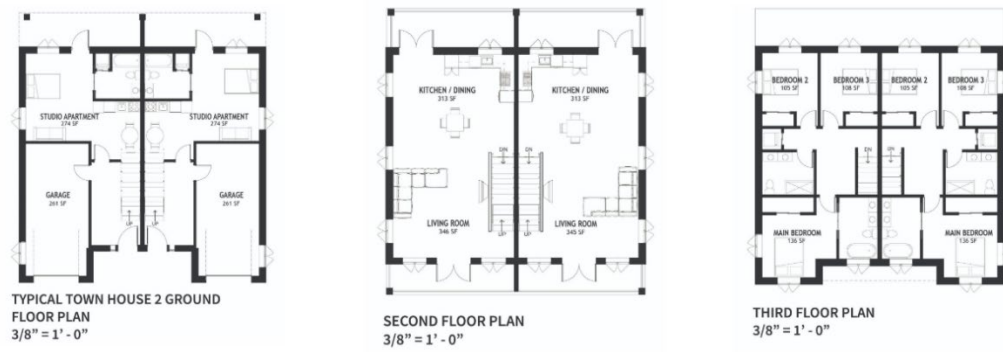 STUDIO APARTMENT
274 SF
STUDIO APARTMENT
274 SF
GARAGE
261 SF
GARAGE
261 SF
UP
UP
TYPICAL TOWN HOUSE 2 GROUND
FLOOR PLAN
3/8" = 1' - 0"
KITCHEN / DINING
313 SF
KITCHEN / DINING
313 SF
DN
DN
LIVING ROOM
346 SF
LIVING ROOM
345 SF
UP
UP
SECOND FLOOR PLAN
3/8" = 1' - 0"
BEDROOM 2
105 SF
BEDROOM 3
108 SF
BEDROOM 2
105 SF
BEDROOM 3
108 SF
DN
DN
MAIN BEDROOM
136 SF
MAIN BEDROOM
136 SF
THIRD FLOOR PLAN
3/8" = 1' - 0"